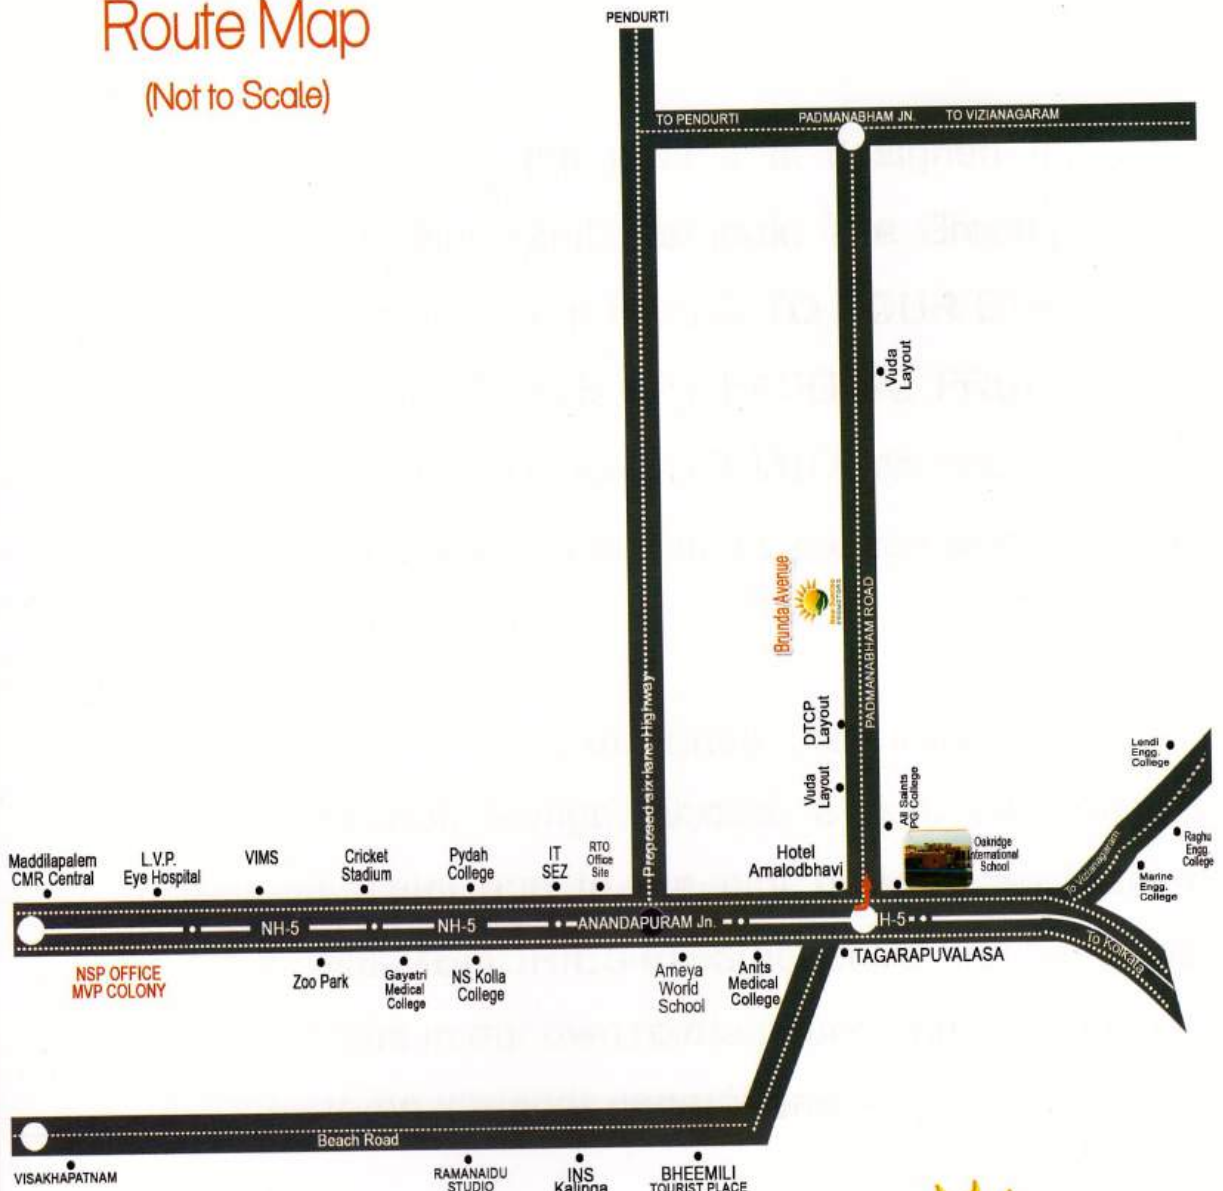 Route Map
(Not to Scale)
PENDURTI
TO PENDURTI
PADMANABHAM JN.
TO VIZIANAGARAM
Vuda
Layout
Brunda Avenue
PADMANABHAM ROAD
DTCP
Layout
Vuda
Layout
Proposed six lane Highway
All Saints
PG College
Oakridge
International
School
Lendi
Engg.
College
Raghu
Engg.
College
Marine
Engg.
College
To Vizianagaram
To Kolkata
Maddilapalem
CMR Central
L.V.P.
Eye Hospital
VIMS
Cricket
Stadium
Pydah
College
IT
SEZ
RTO
Office
Site
Hotel
Amalodbhavi
NH-5
NH-5
ANANDAPURAM Jn.
H-5
NSP OFFICE
MVP COLONY
Zoo Park
Gayatri
Medical
College
NS Kolla
College
Ameya
World
School
Anits
Medical
College
TAGARAPUVALASA
Beach Road
VISAKHAPATNAM
RAMANAIDU
STUDIO
INS
Kalinga
BHEEMILI
TOURIST PLACE